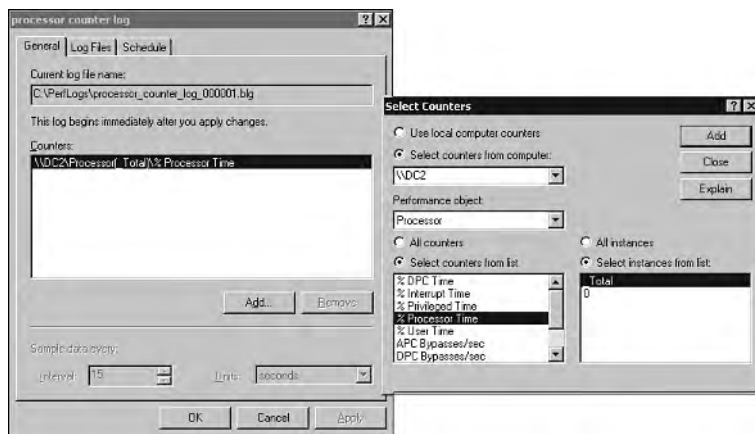 processor counter log
General
Log Files
Schedule
Current log file name:
C:\PerfLogs\processor_counter_log_000001.blg
This log begins immediately after you apply changes.
Counters:
\\DC2\Processor(_Total)\% Processor Time
Add...
Remove
Sample data every:
Interval:
15
Units:
seconds
OK
Cancel
Apply
Select Counters
Use local computer counters
Select counters from computer:
\\DC2
Performance object:
Processor
All counters
Select counters from list
% DPC Time
% Interrupt Time
% Privileged Time
% Processor Time
% User Time
APC Bypasses/sec
DPC Bypasses/sec
All instances
Select instances from list:
_Total
0
Add
Close
Explain